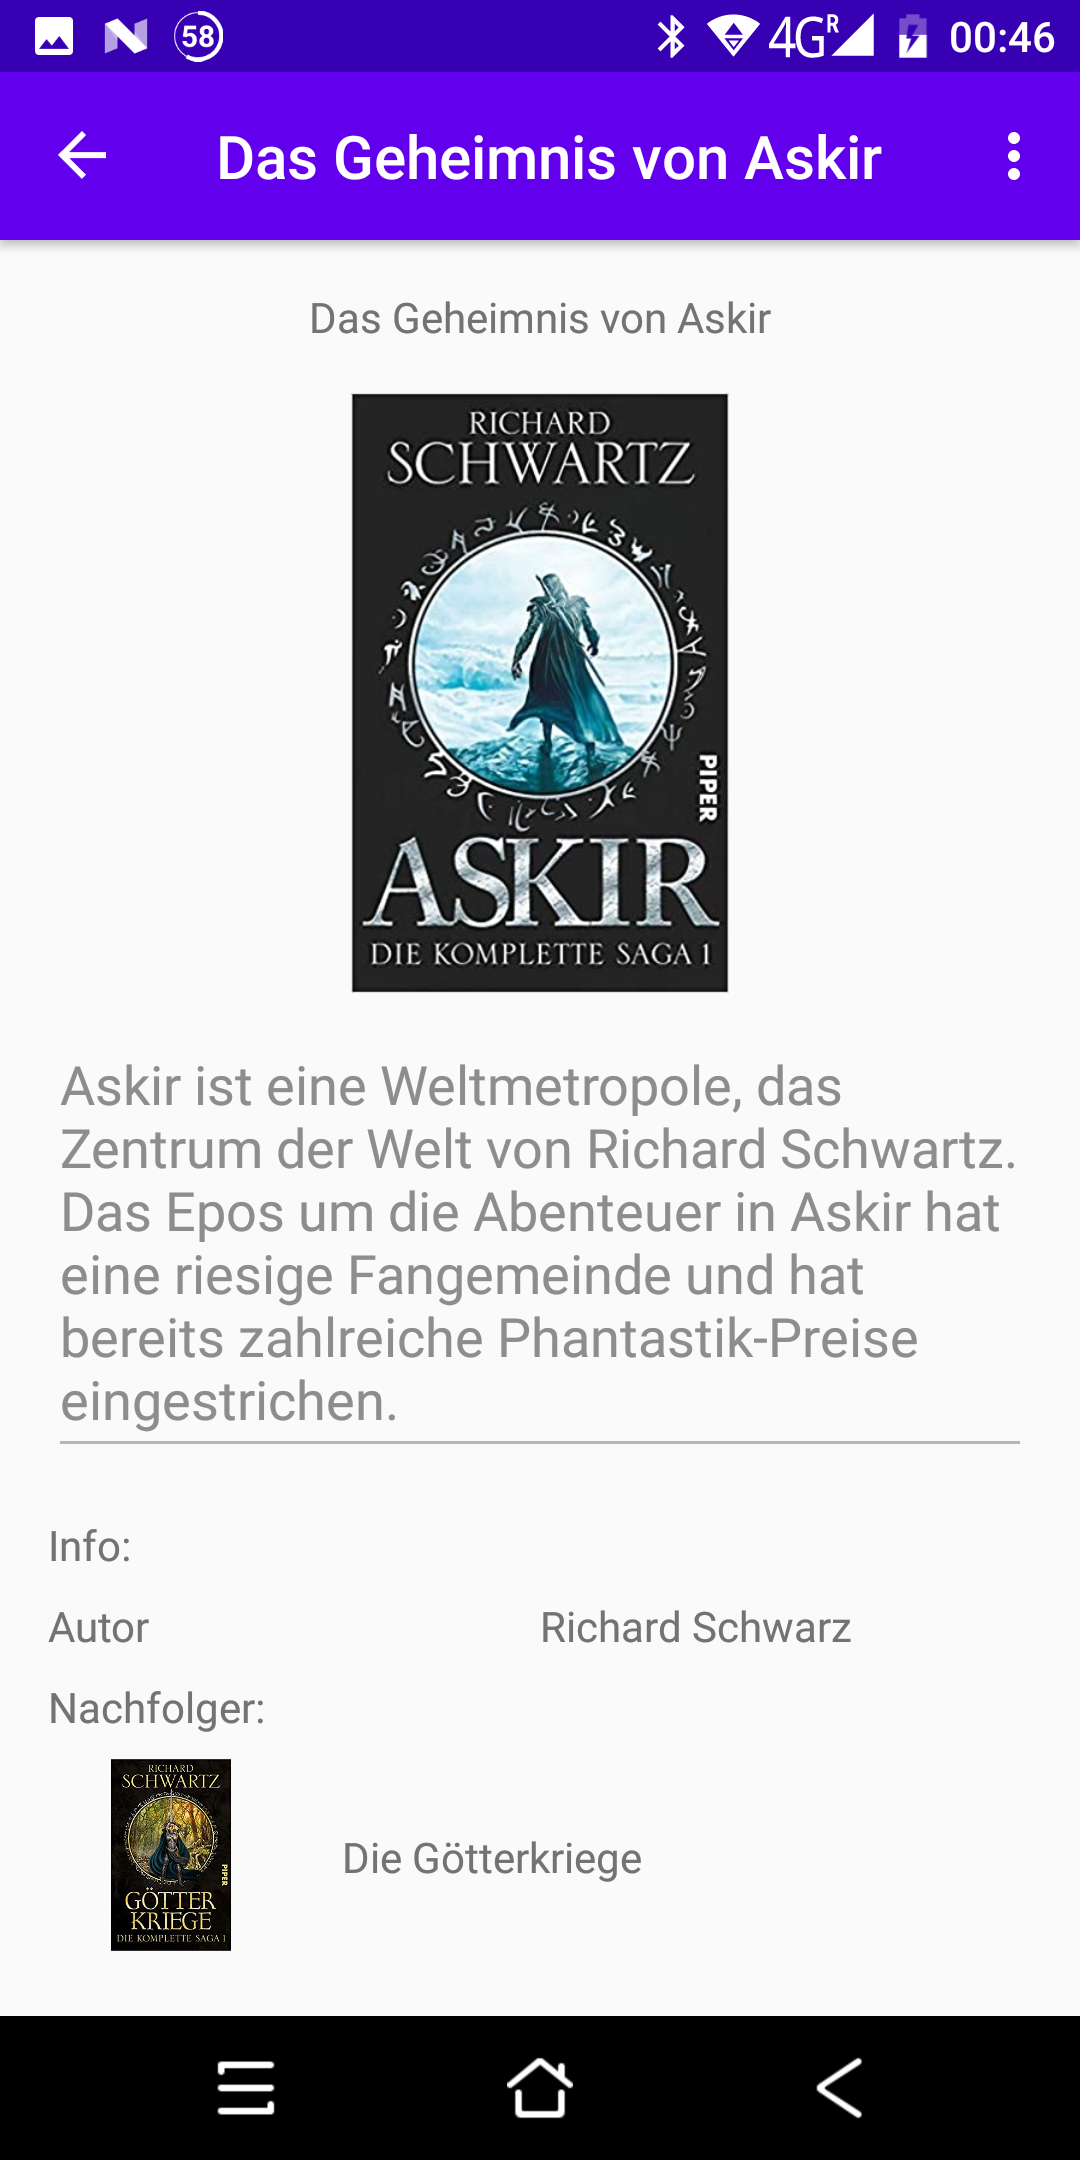 58
4G R
00:46
Das Geheimnis von Askir
Das Geheimnis von Askir
RICHARD
SCHWARTZ
PIPER
ASKIR
DIE KOMPLETTE SAGA 1
Askir ist eine Weltmetropole, das
Zentrum der Welt von Richard Schwartz.
Das Epos um die Abenteuer in Askir hat
eine riesige Fangemeinde und hat
bereits zahlreiche Phantastik-Preise
eingestrichen.
Info:
Autor
Richard Schwarz
Nachfolger:
RICHARD
SCHWARTZ
PIPER
GÖTTER
KRIEGE
DIE KOMPLETTE SAGA 1
Die Götterkriege